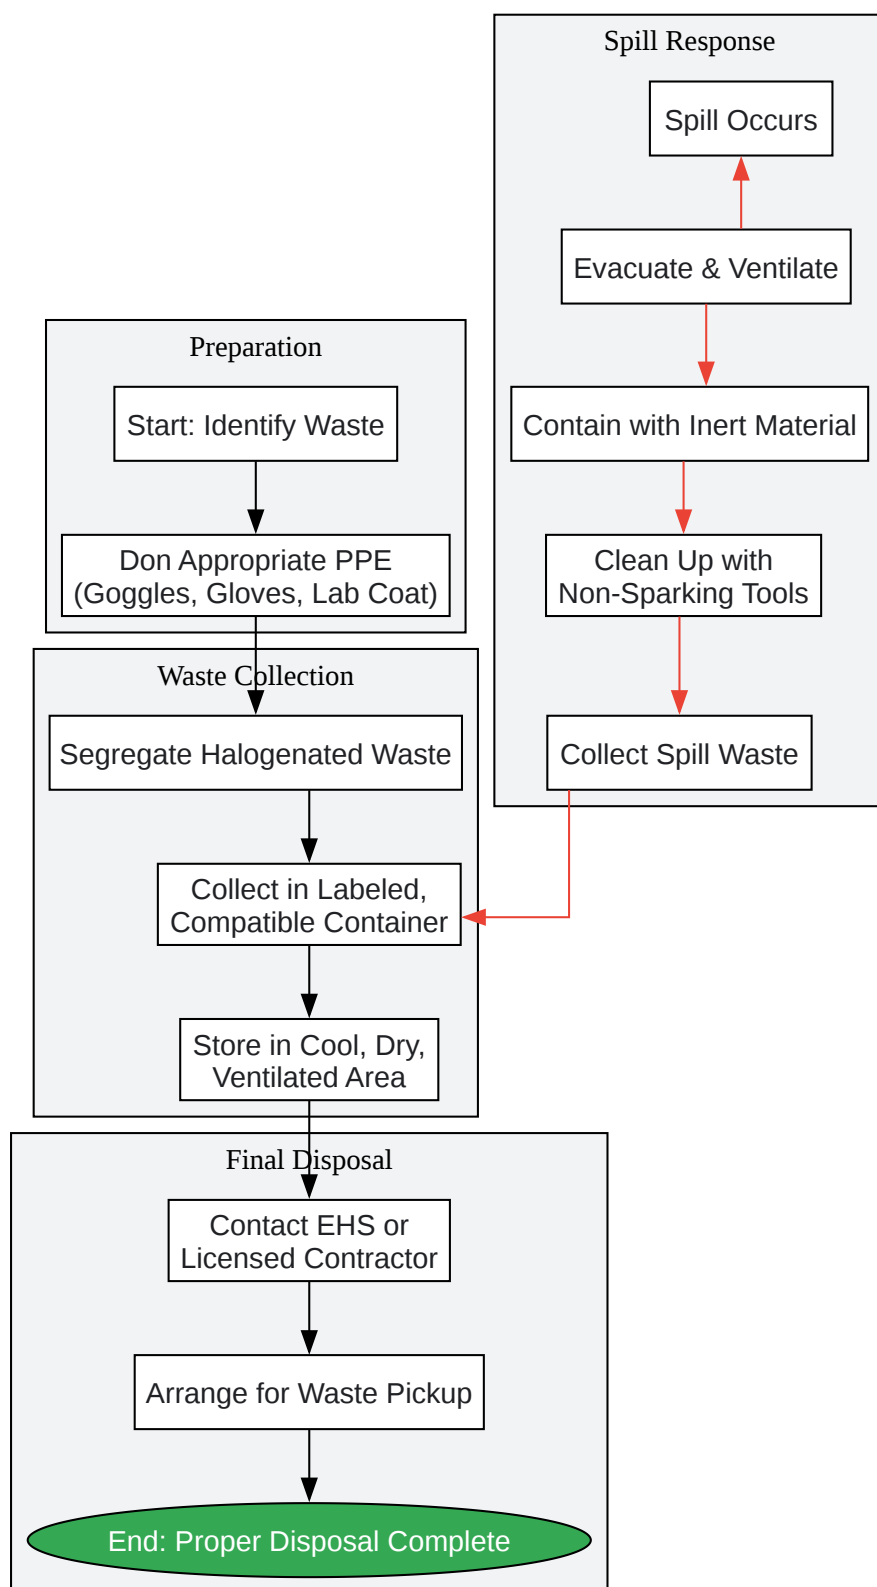 Spill Response
Spill Occurs
Evacuate & Ventilate
Contain with Inert Material
Clean Up with
Non-Sparking Tools
Collect Spill Waste
Preparation
Start: Identify Waste
Don Appropriate PPE
(Goggles, Gloves, Lab Coat)
Waste Collection
Segregate Halogenated Waste
Collect in Labeled,
Compatible Container
Store in Cool, Dry,
Ventilated Area
Final Disposal
Contact EHS or
Licensed Contractor
Arrange for Waste Pickup
End: Proper Disposal Complete